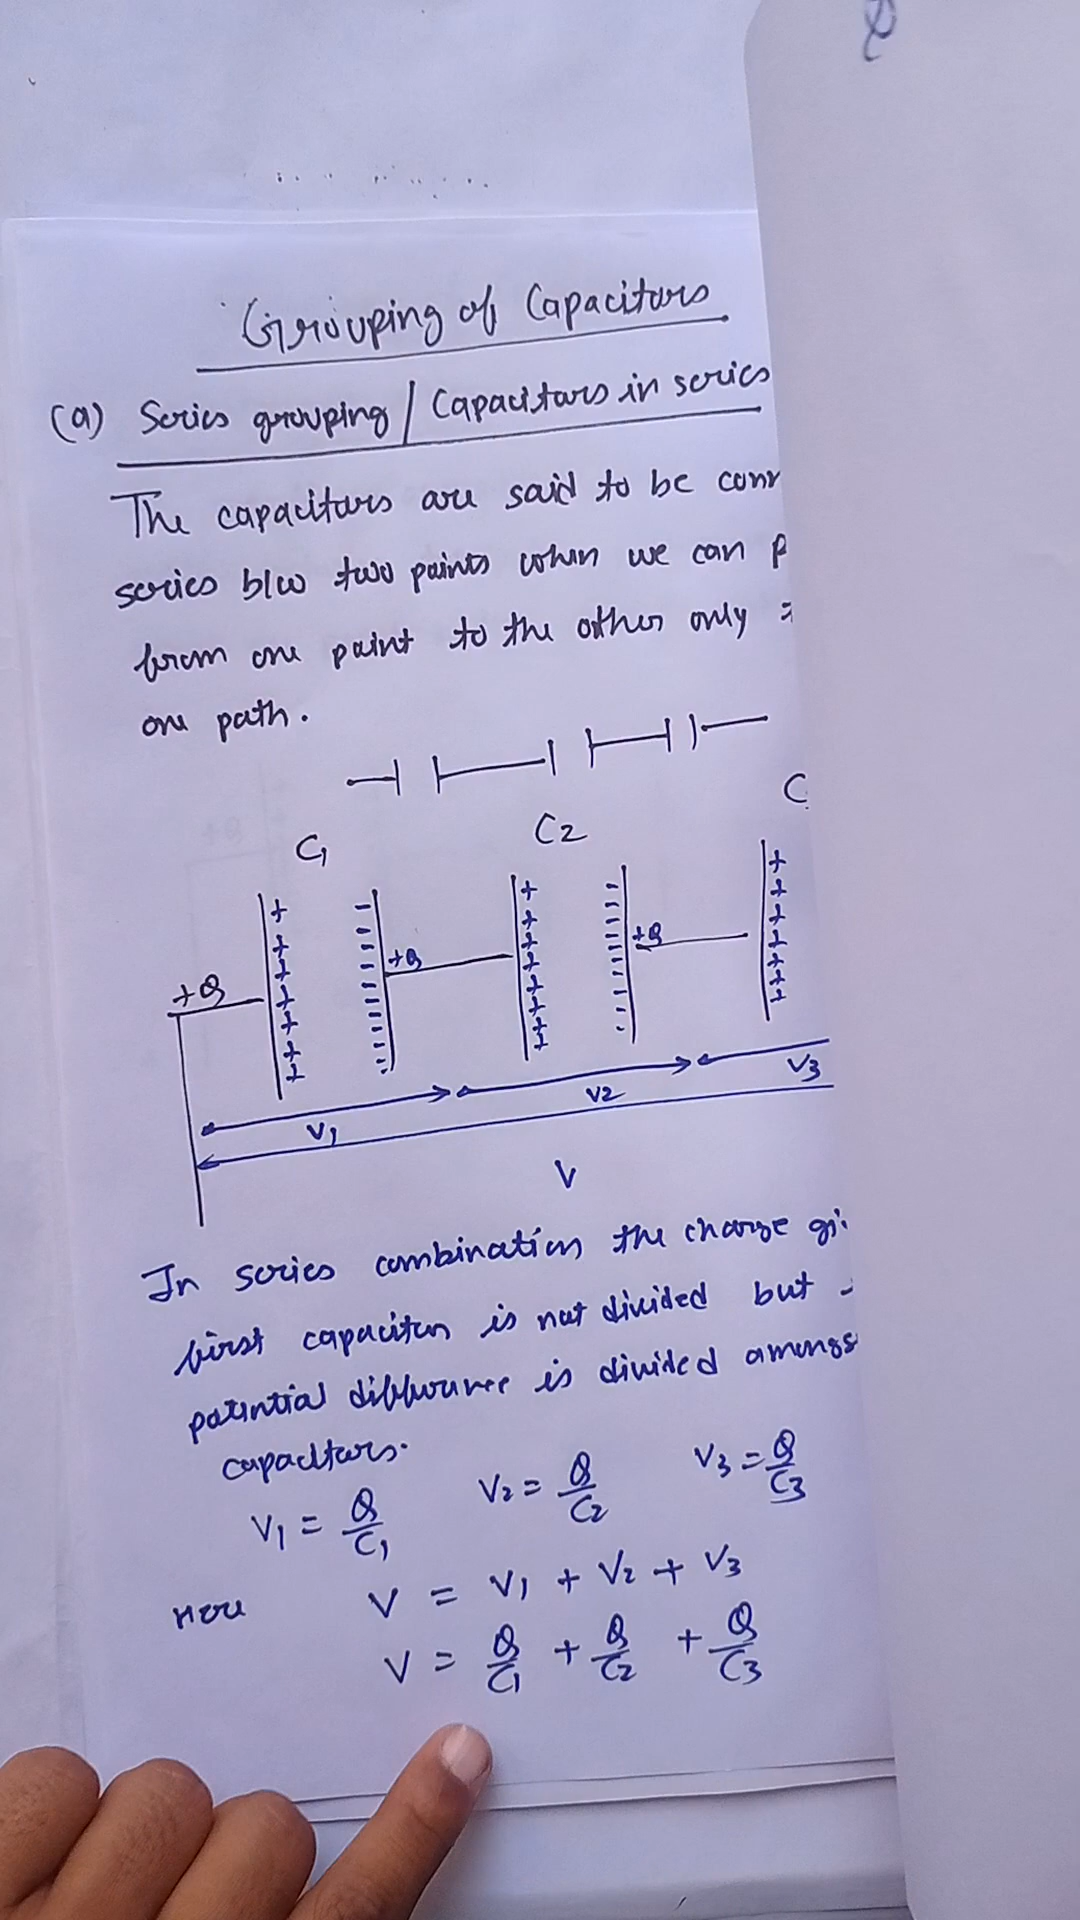 Grouping of Capacitors
(a) Series grouping / Capacitors in series
The capacitors are said to be conn
series b/w two points when we can p
from one point to the other only
one path.
C1 C2 C
+ + + + + + + - - - - - - - - - - + + + + + + + - - - - - - - - - + + + + + + +
+Q +Q +Q
V1 V2 V3
V
In series combination the charge gi
first capacitor is not divided but
potential difference is divided amongs
capacitors.
V1 = Q/C1 V2 = Q/C2 V3 = Q/C3
Here V = V1 + V2 + V3
V = Q/C1 + Q/C2 + Q/C3